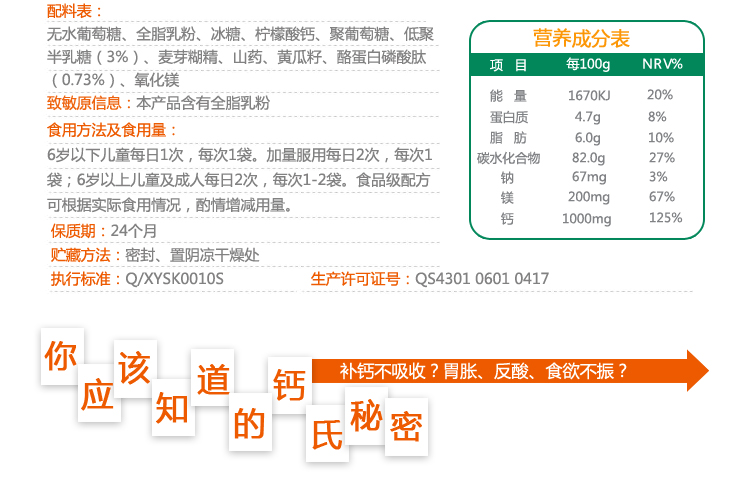 配料表：
无水葡萄糖、全脂乳粉、冰糖、柠檬酸钙、聚葡萄糖、低聚
半乳糖（3%）、麦芽糊精、山药、黄瓜籽、酪蛋白磷酸肽
（0.73%）、氧化镁
致敏原信息：本产品含有全脂乳粉
食用方法及食用量：
6岁以下儿童每日1次，每次1袋。加量服用每日2次，每次1
袋；6岁以上儿童及成人每日2次，每次1-2袋。食品级配方
可根据实际食用情况，酌情增减用量。
保质期：24个月
贮藏方法：密封、置阴凉干燥处
执行标准：Q/XYSK0010S 生产许可证号：QS4301 0601 0417
营养成分表
项 目 每100g NRV%
能 量 1670KJ 20%
蛋白质 4.7g 8%
脂 肪 6.0g 10%
碳水化合物 82.0g 27%
钠 67mg 3%
镁 200mg 67%
钙 1000mg 125%
你应该知道的钙氏秘密
补钙不吸收？胃胀、反酸、食欲不振？